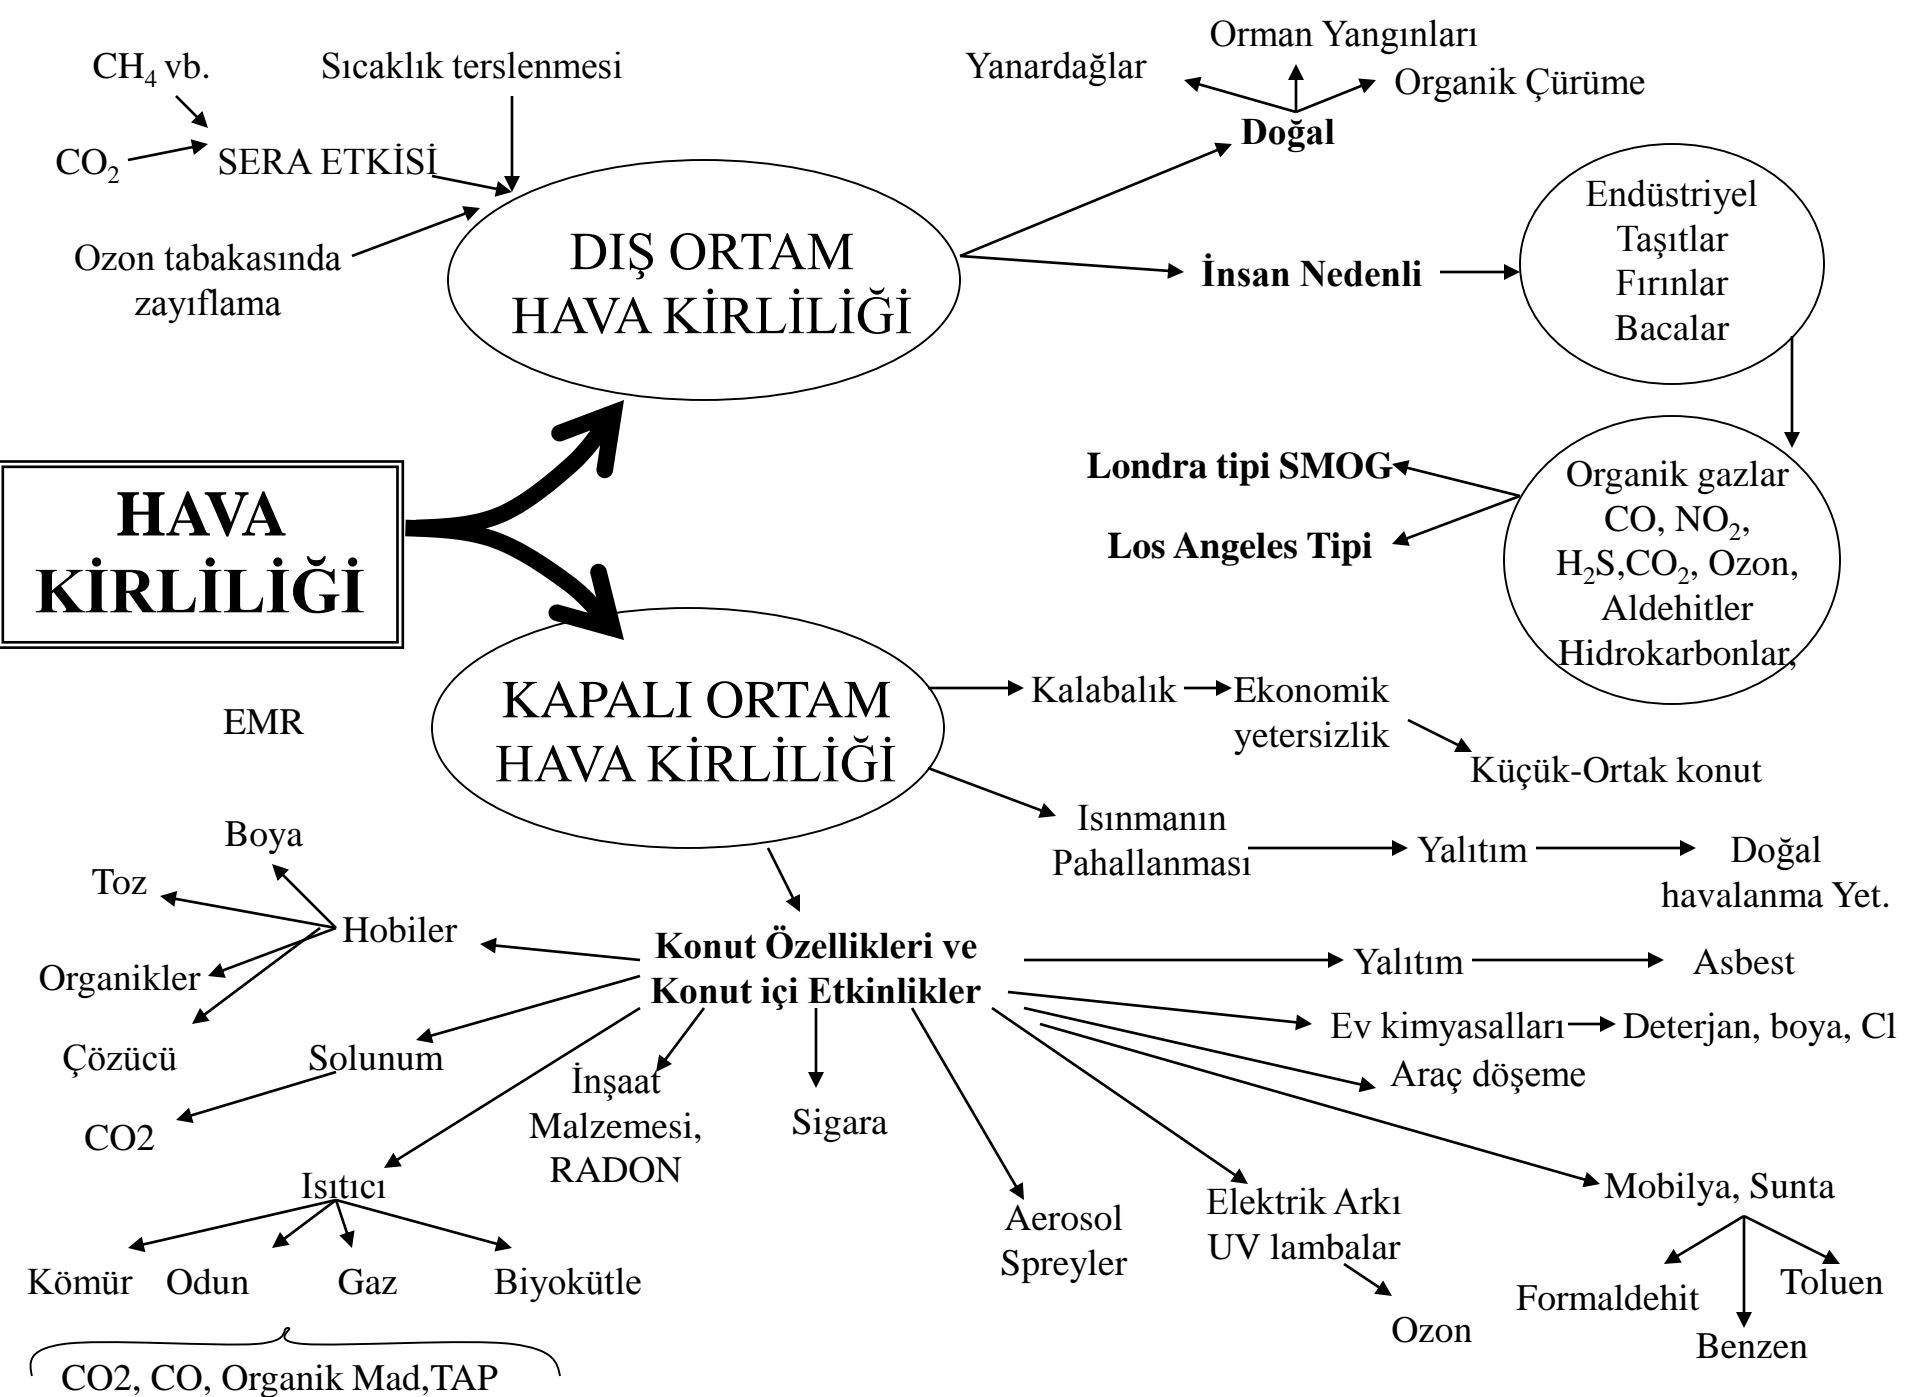 Orman Yangınları
CH₄ vb.
Sıcaklık terslenmesi
Yanardağlar
Organik Çürüme
Doğal
CO₂
SERA ETKİSİ
Endüstriyel
Taşıtlar
Fırınlar
Bacalar
DIŞ ORTAM
HAVA KİRLİLİĞİ
Ozon tabakasında
zayıflama
İnsan Nedenli
Londra tipi SMOG
Los Angeles Tipi
Organik gazlar
CO, NO₂,
H₂S,CO₂, Ozon,
Aldehitler
Hidrokarbonlar,
HAVA
KİRLİLİĞİ
KAPALI ORTAM
HAVA KİRLİLİĞİ
Kalabalık
Ekonomik
yetersizlik
Küçük-Ortak konut
EMR
Isınmanın
Pahallanması
Yalıtım
Doğal
havalanma Yet.
Boya
Toz
Hobiler
Organikler
Çözücü
Konut Özellikleri ve
Konut içi Etkinlikler
Yalıtım
Asbest
Ev kimyasalları
Deterjan, boya, Cl
Araç döşeme
Solunum
CO2
İnşaat
Malzemesi,
RADON
Sigara
Isıtıcı
Aerosol
Spreyler
Elektrik Arkı
UV lambalar
Mobilya, Sunta
Kömür
Odun
Gaz
Biyokütle
Ozon
Formaldehit
Toluen
Benzen
CO2, CO, Organik Mad,TAP